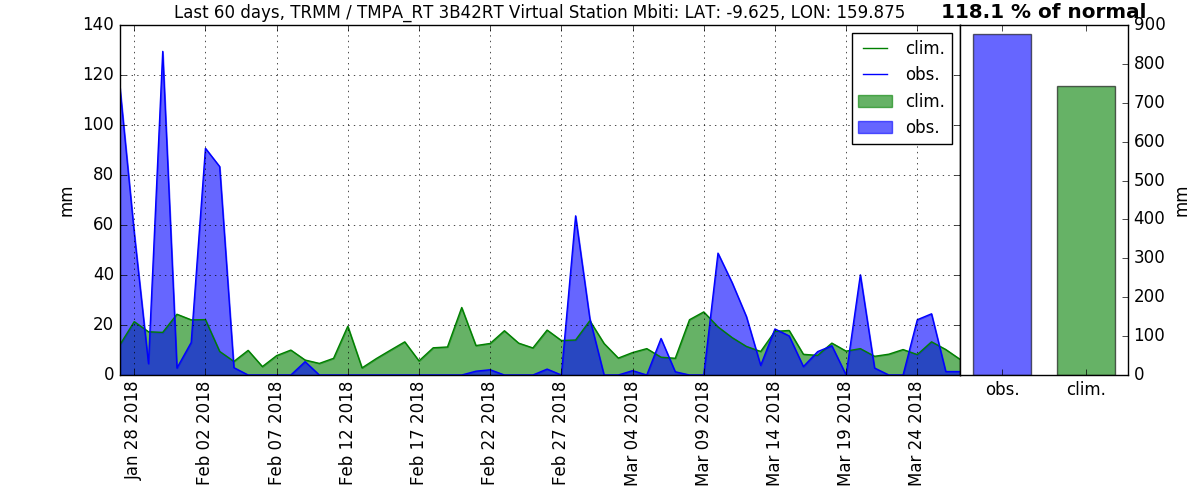 Last 60 days, TRMM / TMPA_RT 3B42RT Virtual Station Mbiti: LAT: -9.625, LON: 159.875
118.1 % of normal
140
120
100
80
60
40
20
0
mm
clim.
obs.
clim.
obs.
900
800
700
600
500
400
300
200
100
0
mm
obs.
clim.
Jan 28 2018
Feb 02 2018
Feb 07 2018
Feb 12 2018
Feb 17 2018
Feb 22 2018
Feb 27 2018
Mar 04 2018
Mar 09 2018
Mar 14 2018
Mar 19 2018
Mar 24 2018